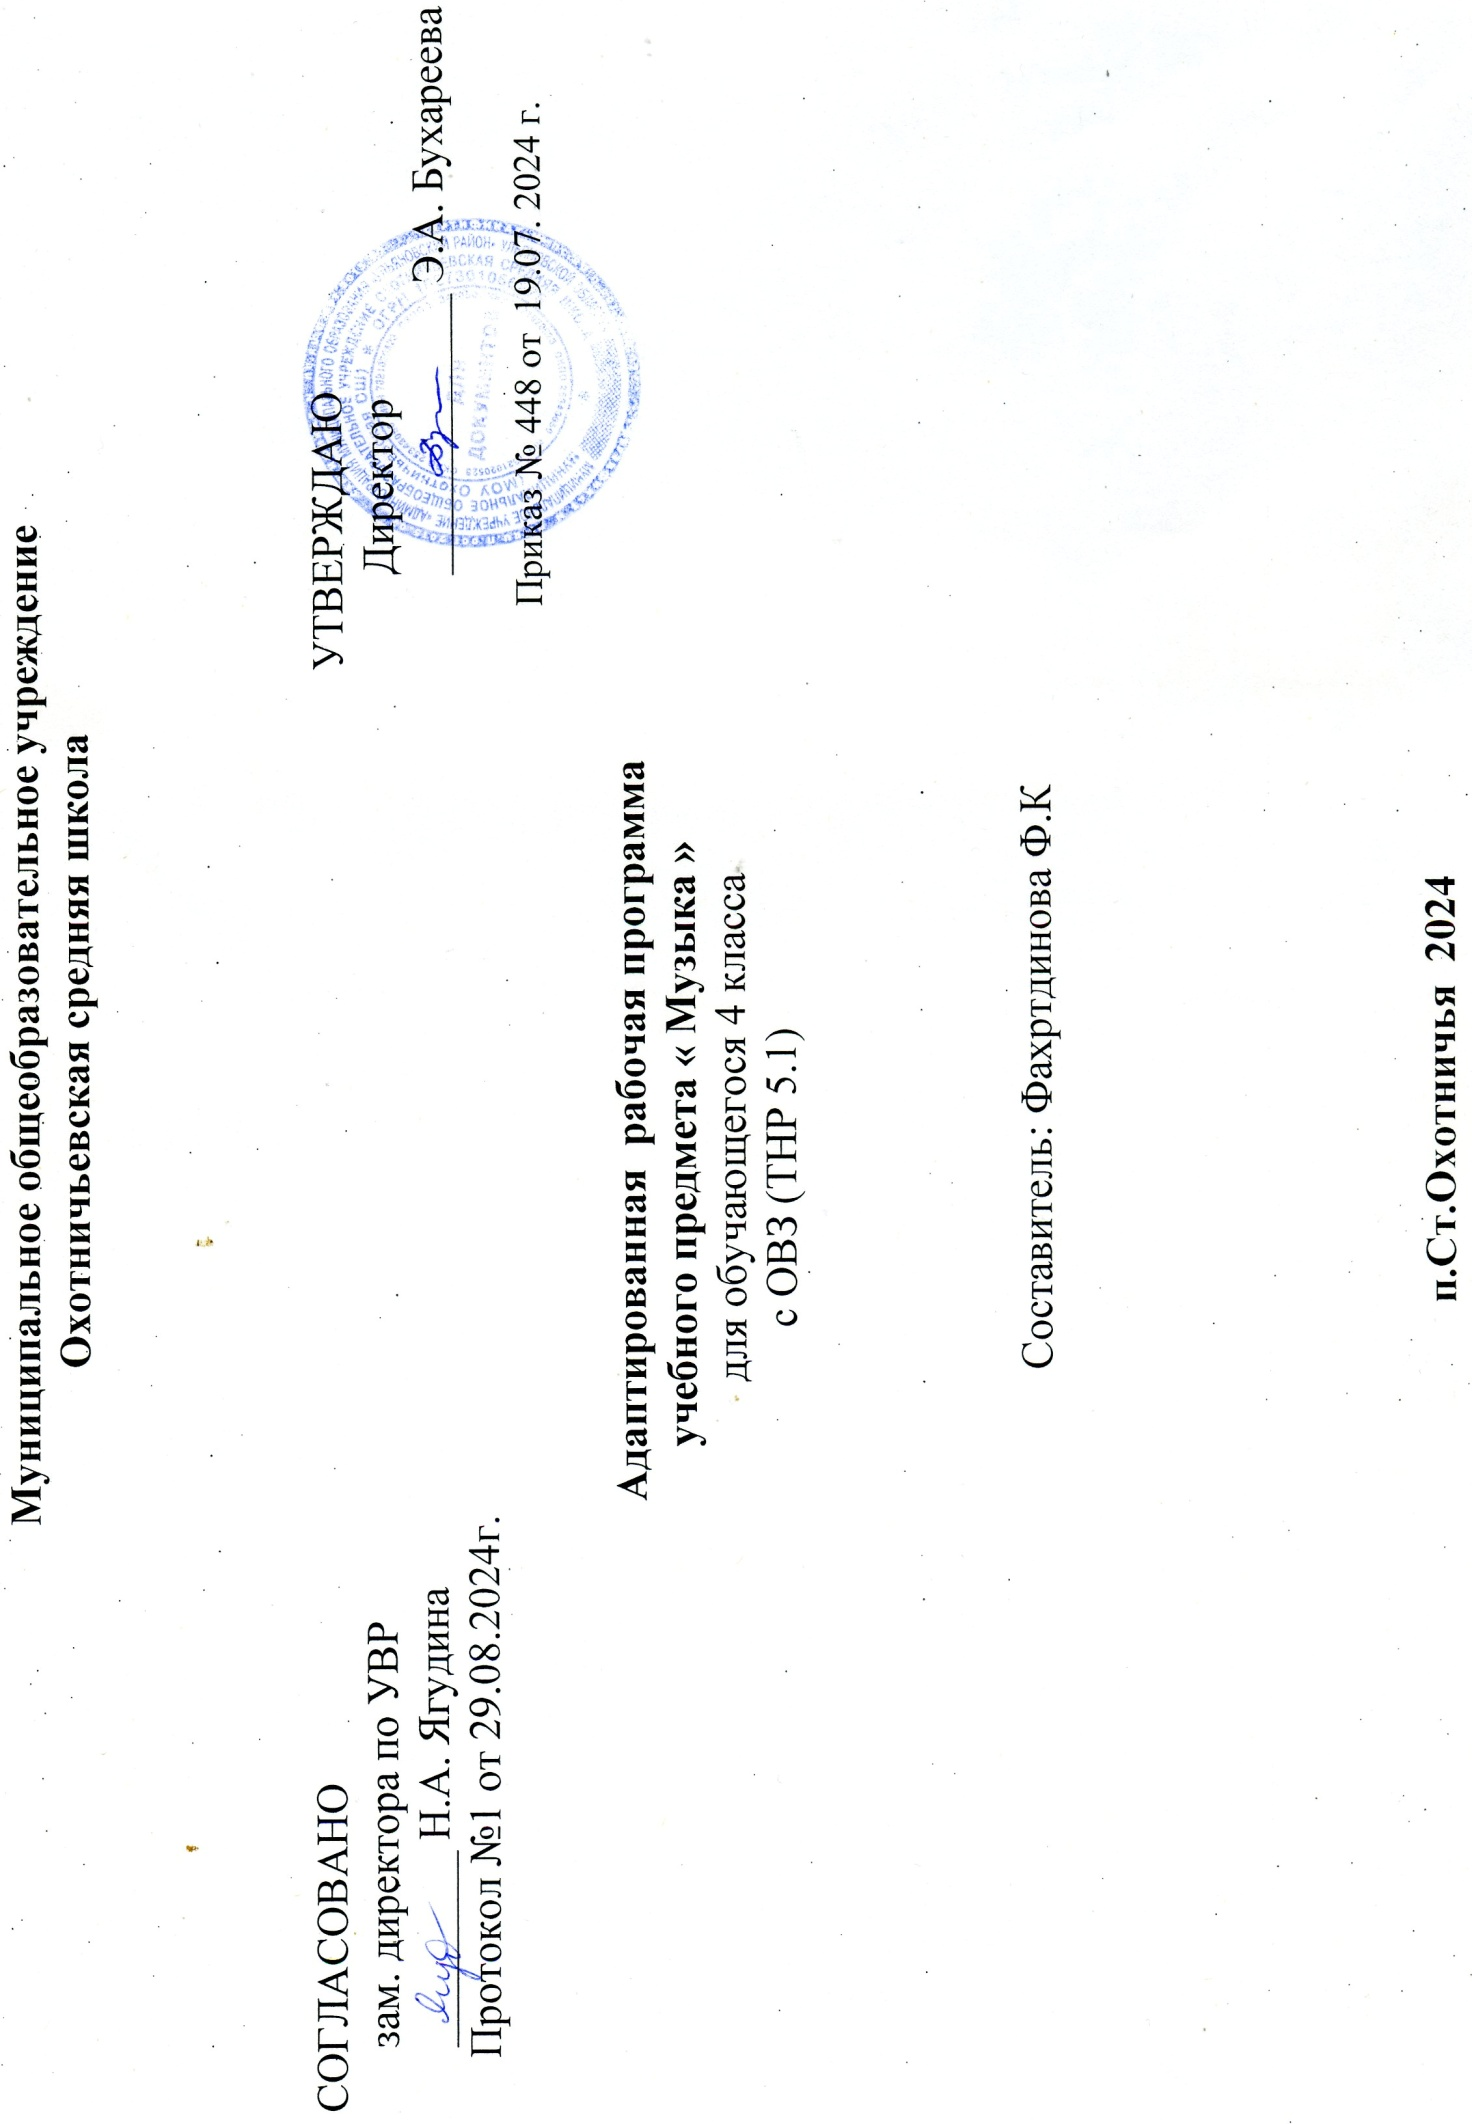 Муниципальное общеобразовательное учреждение
Охотничьевская средняя школа
СОГЛАСОВАНО
зам. директора по УВР
Н.А. Ягудина
Протокол №1 от 29.08.2024г.
УТВЕРЖДАЮ
Директор
Э.А. Бухареева
Приказ № 448 от 19.07. 2024 г.
ДЛЯ
ДОКУМЕНТОВ
Адаптированная рабочая программа
учебного предмета « Музыка »
для обучающегося 4 класса
с ОВЗ (ТНР 5.1)
Составитель: Фахртдинова Ф.К
п.Ст.Охотничья 2024